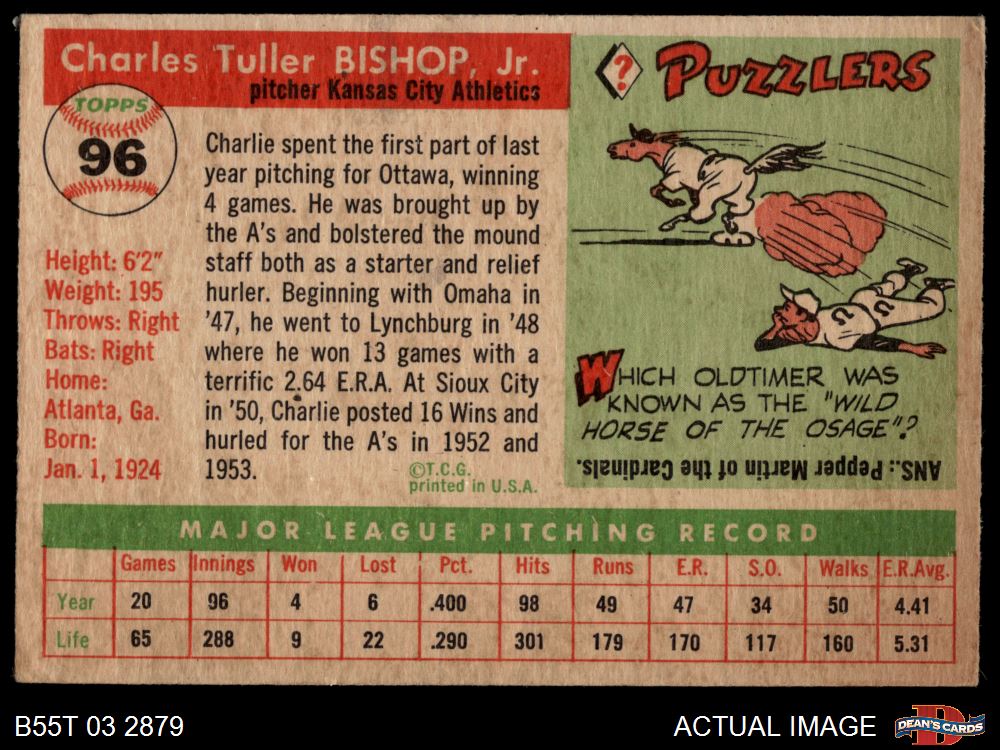 Charles Tuller BISHOP, Jr.
pitcher Kansas City Athletics
TOPPS
96
Height: 6'2"
Weight: 195
Throws: Right
Bats: Right
Home:
Atlanta, Ga.
Born:
Jan. 1, 1924
Charlie spent the first part of last
year pitching for Ottawa, winning
4 games. He was brought up by
the A's and bolstered the mound
staff both as a starter and relief
hurler. Beginning with Omaha in
'47, he went to Lynchburg in '48
where he won 13 games with a
terrific 2.64 E.R.A. At Sioux City
in '50, Charlie posted 16 Wins and
hurled for the A's in 1952 and
1953.
©T.C.G.
printed in U.S.A.
? PUZZLERS
WHICH OLDTIMER WAS
KNOWN AS THE "WILD
HORSE OF THE OSAGE"?
ANS.: Pepper Martin of the Cardinals.
MAJOR LEAGUE PITCHING RECORD
Games Innings Won Lost Pct. Hits Runs E.R. S.O. Walks E.R.Avg.
Year 20 96 4 6 .400 98 49 47 34 50 4.41
Life 65 288 9 22 .290 301 179 170 117 160 5.31
B55T 03 2879
ACTUAL IMAGE
DEAN'S CARDS